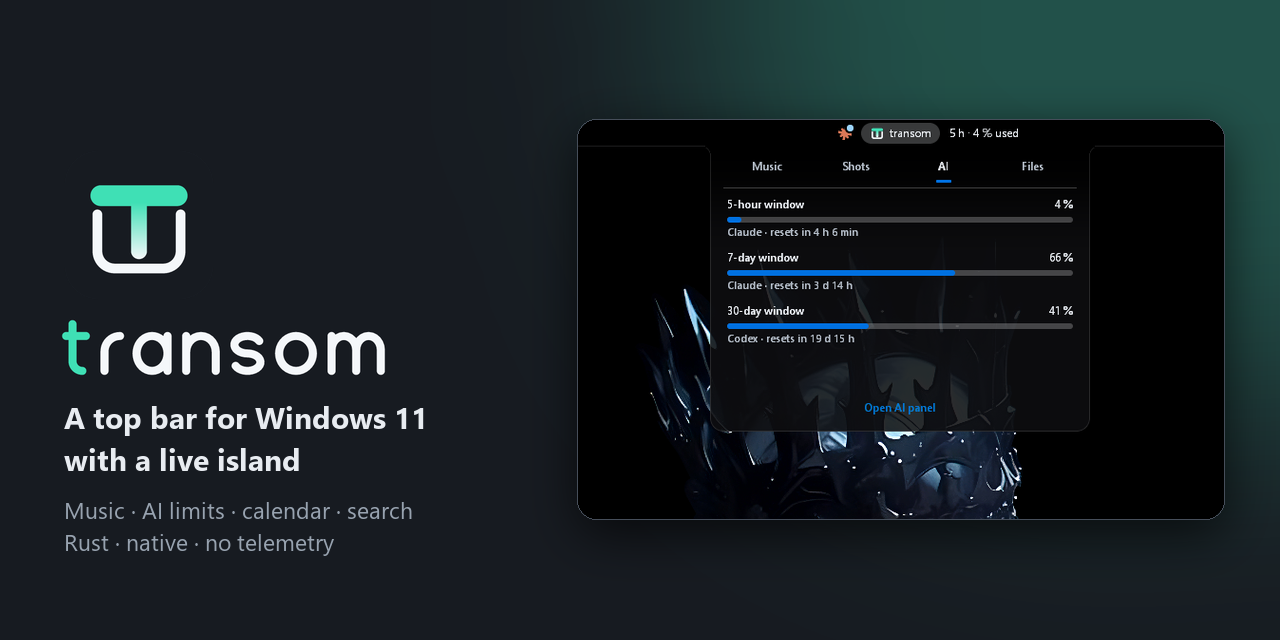 transom
A top bar for Windows 11
with a live island
Music · AI limits · calendar · search
Rust · native · no telemetry
transom 5 h · 4 % used
Music Shots AI Files
5-hour window 4 %
Claude · resets in 4 h 6 min
7-day window 66 %
Claude · resets in 3 d 14 h
30-day window 41 %
Codex · resets in 19 d 15 h
Open AI panel